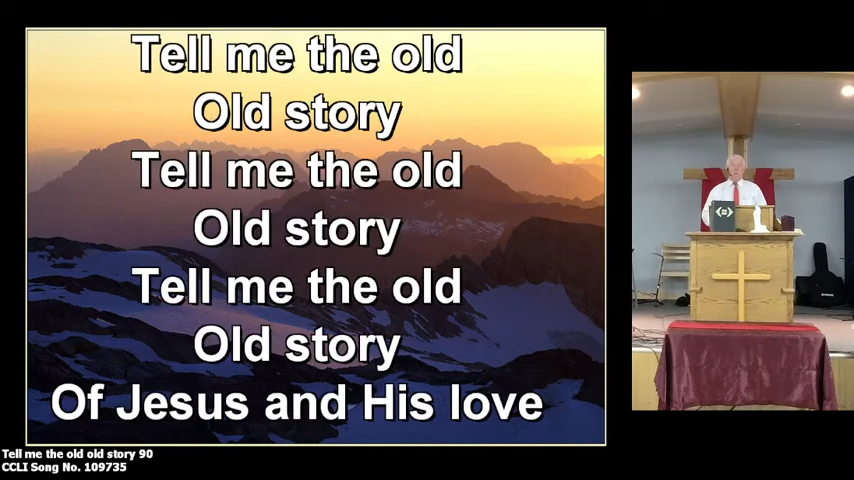 Tell me the old
Old story
Tell me the old
Old story
Tell me the old
Old story
Of Jesus and His love
Tell me the old old story 90
CCLI Song No. 109735